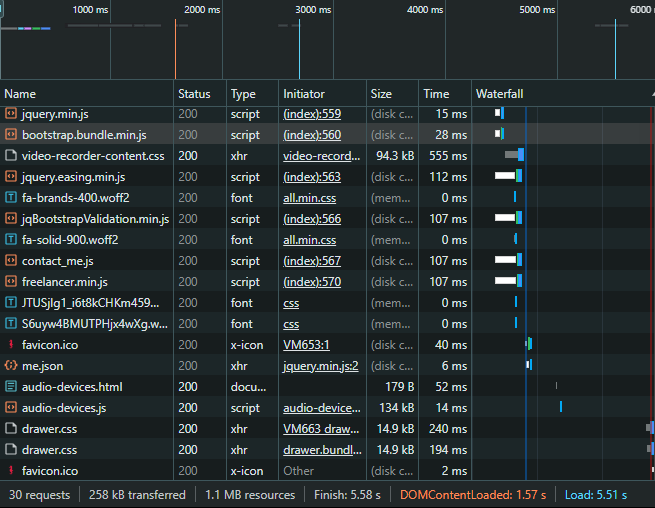 1000 ms 2000 ms 3000 ms 4000 ms 5000 ms 6000
Name Status Type Initiator Size Time Waterfall
jquery.min.js 200 script (index):559 (disk c... 15 ms
bootstrap.bundle.min.js 200 script (index):560 (disk c... 28 ms
video-recorder-content.css 200 xhr video-record... 94.3 kB 555 ms
jquery.easing.min.js 200 script (index):563 (disk c... 112 ms
fa-brands-400.woff2 200 font all.min.css (mem... 0 ms
jqBootstrapValidation.min.js 200 script (index):566 (disk c... 107 ms
fa-solid-900.woff2 200 font all.min.css (mem... 0 ms
contact_me.js 200 script (index):567 (disk c... 107 ms
freelancer.min.js 200 script (index):570 (disk c... 107 ms
JTUSjIg1_i6t8kCHKm459... 200 font css (mem... 0 ms
S6uyw4BMUTPHjx4wXg.w... 200 font css (mem... 0 ms
favicon.ico 200 x-icon VM653:1 (disk c... 40 ms
me.json 200 xhr jquery.min.js:2 (disk c... 6 ms
audio-devices.html 200 docu... 179 B 52 ms
audio-devices.js 200 script audio-device... 134 kB 14 ms
drawer.css 200 xhr VM663 draw... 14.9 kB 240 ms
drawer.css 200 xhr drawer.bundl... 14.9 kB 194 ms
favicon.ico 200 x-icon Other (disk c... 2 ms
30 requests 258 kB transferred 1.1 MB resources Finish: 5.58 s DOMContentLoaded: 1.57 s Load: 5.51 s